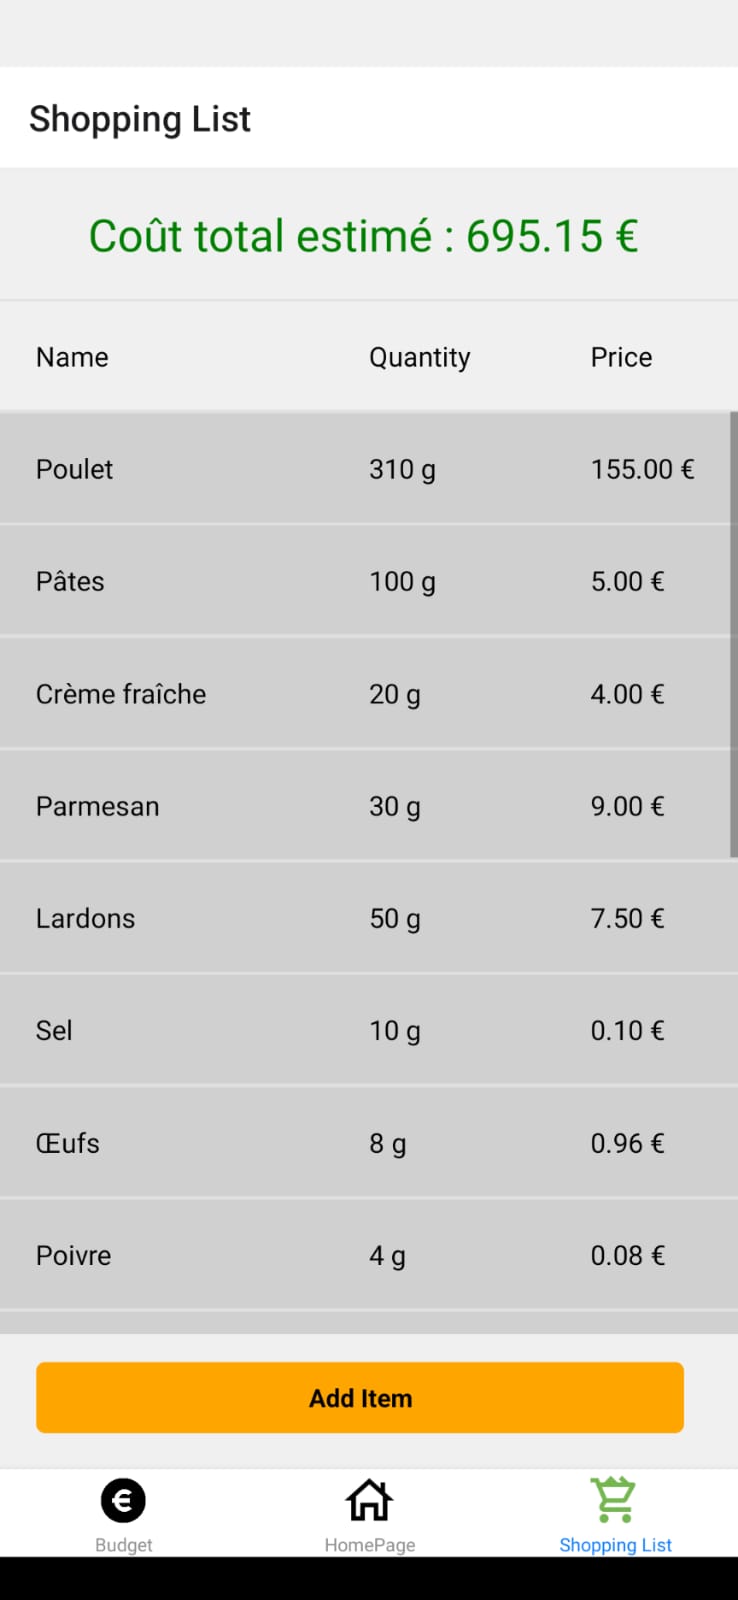 Shopping List
Coût total estimé : 695.15 €
Name Quantity Price
Poulet 310 g 155.00 €
Pâtes 100 g 5.00 €
Crème fraîche 20 g 4.00 €
Parmesan 30 g 9.00 €
Lardons 50 g 7.50 €
Sel 10 g 0.10 €
Œufs 8 g 0.96 €
Poivre 4 g 0.08 €
Add Item
Budget HomePage Shopping List